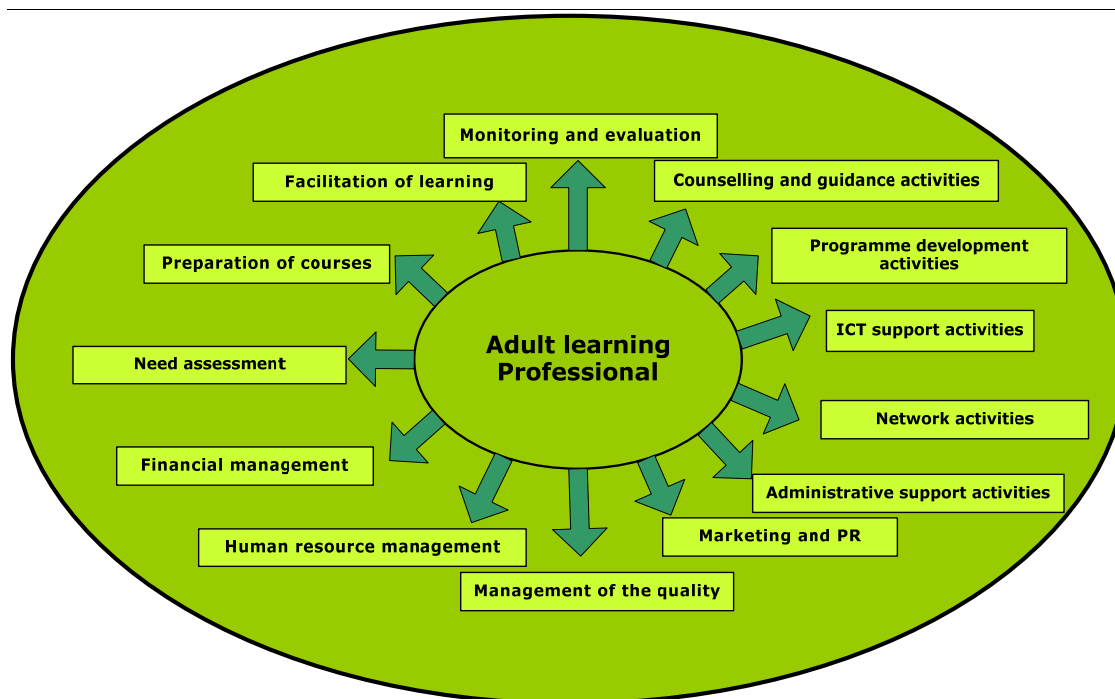 Monitoring and evaluation
Facilitation of learning
Counselling and guidance activities
Preparation of courses
Programme development
activities
ICT support activities
Adult learning
Professional
Need assessment
Network activities
Financial management
Administrative support activities
Human resource management
Marketing and PR
Management of the quality